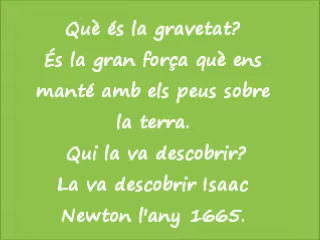 Què és la gravetat?
És la gran força què ens
manté amb els peus sobre
la terra.
Qui la va descobrir?
La va descobrir Isaac
Newton l'any 1665.